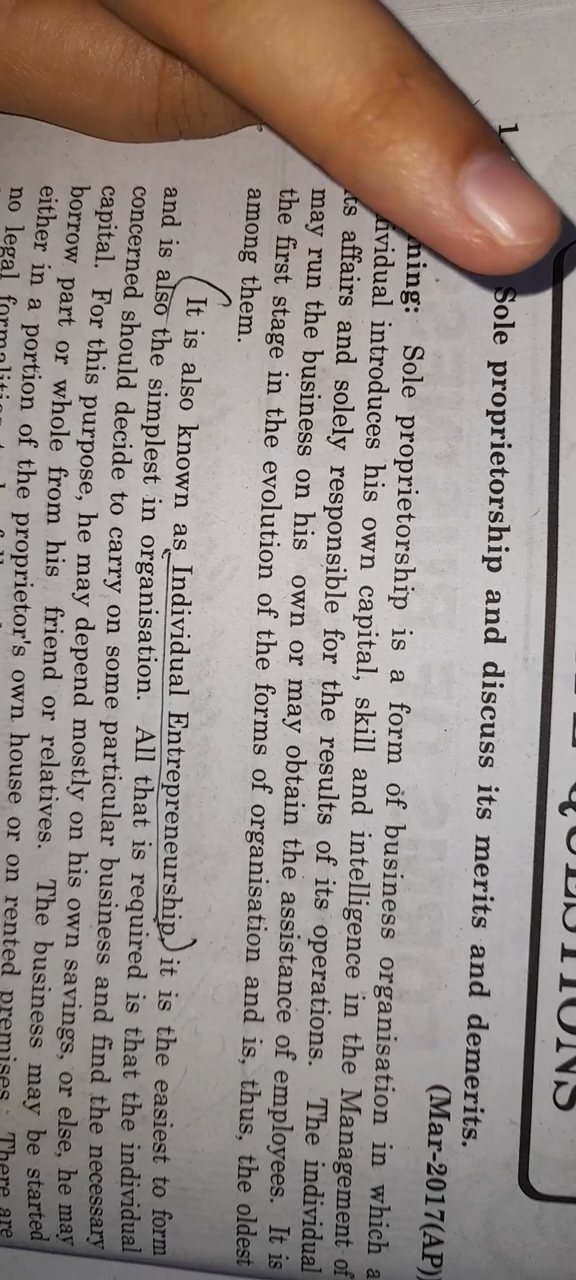 QUESTIONS
1.
Sole proprietorship and discuss its merits and demerits.
(Mar-2017(AP)
ning: Sole proprietorship is a form of business organisation in which a
ividual introduces his own capital, skill and intelligence in the Management of
its affairs and solely responsible for the results of its operations. The individual
may run the business on his own or may obtain the assistance of employees. It is
the first stage in the evolution of the forms of organisation and is, thus, the oldest
among them.
It is also known as Individual Entrepreneurship, it is the easiest to form
and is also the simplest in organisation. All that is required is that the individual
concerned should decide to carry on some particular business and find the necessary
capital. For this purpose, he may depend mostly on his own savings, or else, he may
borrow part or whole from his friend or relatives. The business may be started
either in a portion of the proprietor's own house or on rented premises. There are
no legal formalities